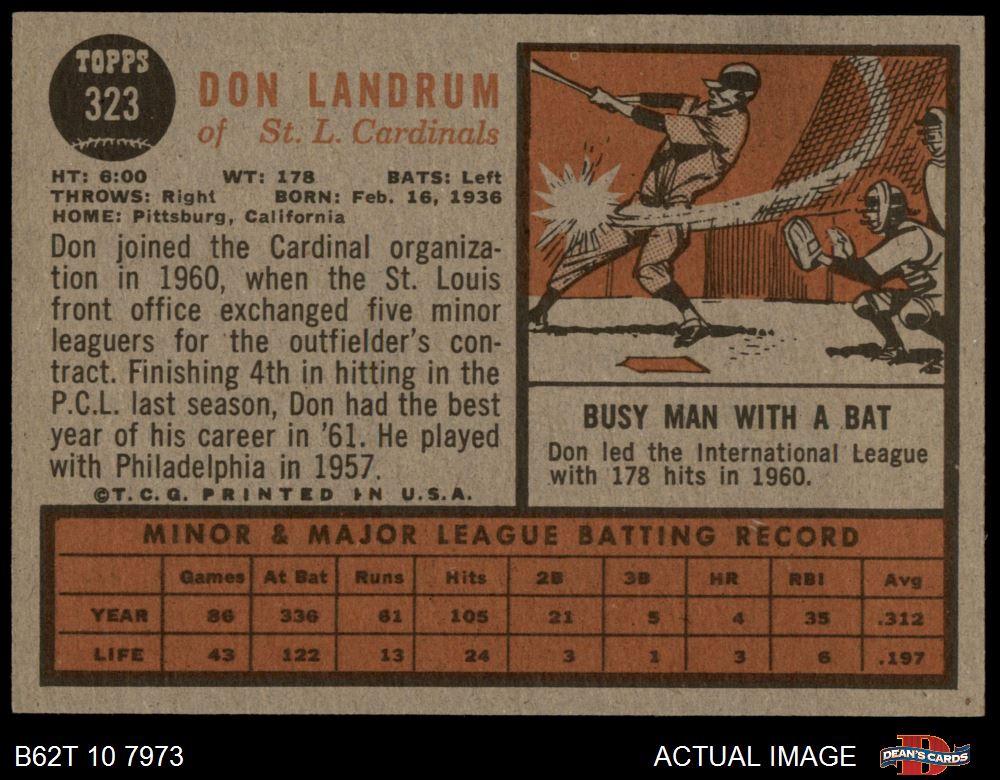 TOPPS
323
DON LANDRUM
of St. L. Cardinals
HT: 6:00 WT: 178 BATS: Left
THROWS: Right BORN: Feb. 16, 1936
HOME: Pittsburg, California
Don joined the Cardinal organiza-
tion in 1960, when the St. Louis
front office exchanged five minor
leaguers for the outfielder's con-
tract. Finishing 4th in hitting in the
P.C.L. last season, Don had the best
year of his career in '61. He played
with Philadelphia in 1957.
©T.C.G. PRINTED IN U.S.A.
BUSY MAN WITH A BAT
Don led the International League
with 178 hits in 1960.
MINOR & MAJOR LEAGUE BATTING RECORD
Games At Bat Runs Hits 2B 3B HR RBI Avg
YEAR 86 336 61 105 21 5 4 35 .312
LIFE 43 122 13 24 3 1 3 6 .197
B62T 10 7973 ACTUAL IMAGE
DEAN'S CARDS